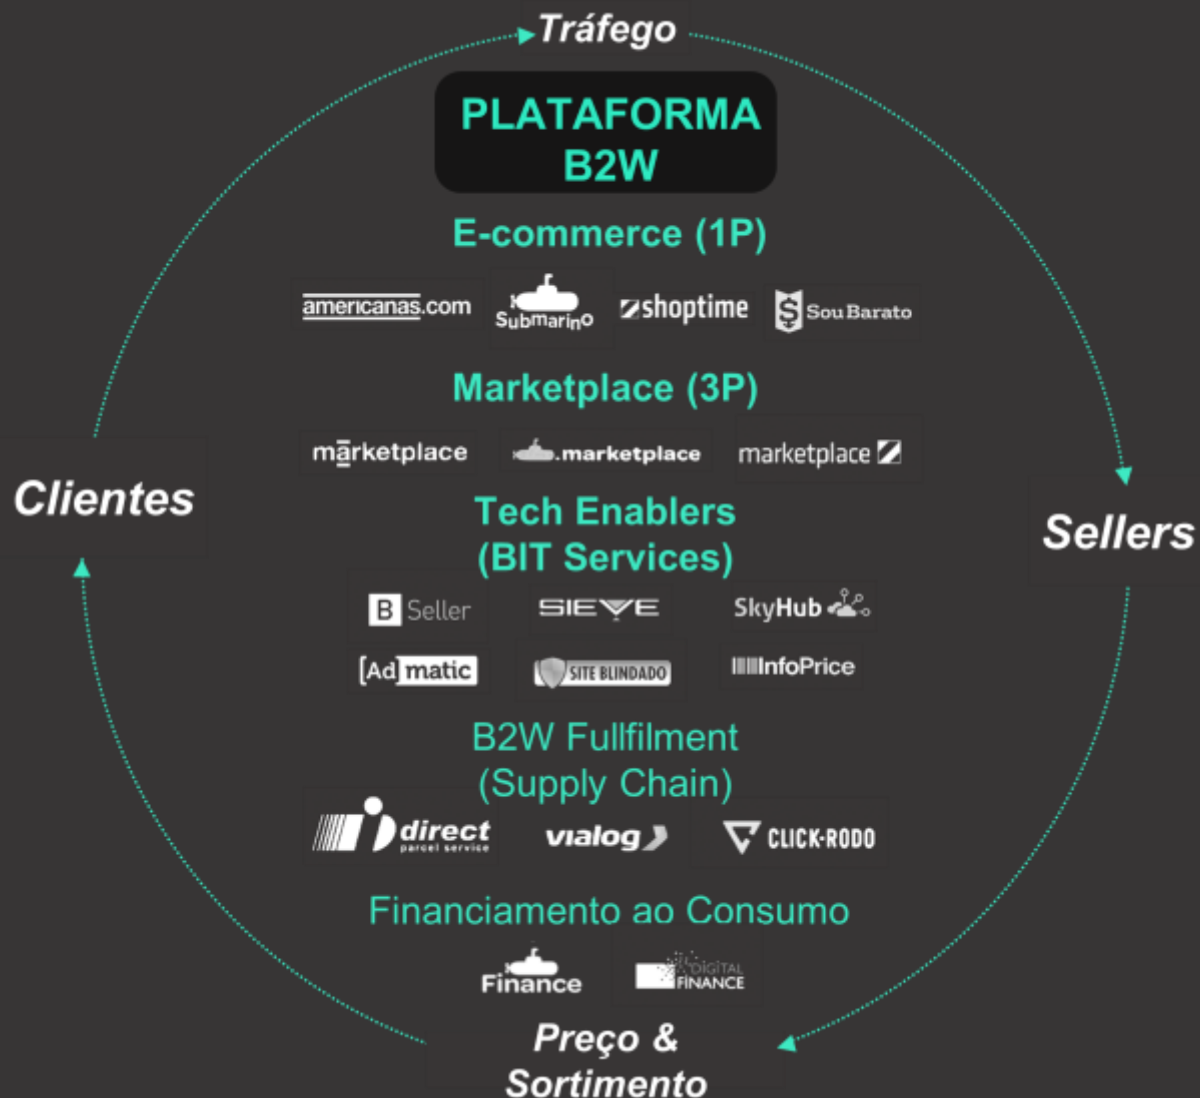 Tráfego
PLATAFORMA
B2W
E-commerce (1P)
americanas.com
Submarino
shoptime
$ Sou Barato
Marketplace (3P)
mārketplace
.marketplace
marketplace
Clientes
Sellers
Tech Enablers
(BIT Services)
B Seller
SIEVE
SkyHub
[Ad]matic
SITE BLINDADO
InfoPrice
B2W Fullfilment
(Supply Chain)
direct
parcel service
vialog
CLICK-RODO
Financiamento ao Consumo
Finance
DIGITAL
FINANCE
Preço &
Sortimento